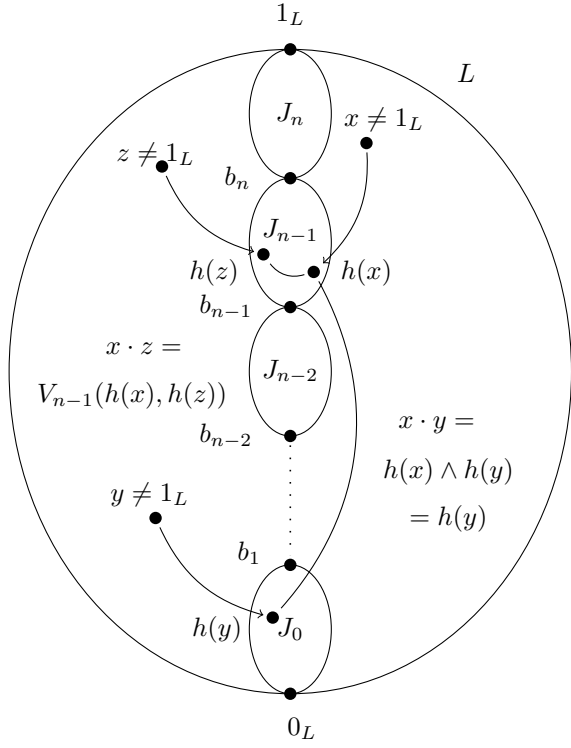 1_L
L
J_n
x ≠ 1_L
z ≠ 1_L
b_n
J_{n−1}
h(z)
h(x)
b_{n−1}
x · z =
V_{n−1}(h(x), h(z))
J_{n−2}
x · y =
b_{n−2}
h(x) ∧ h(y)
y ≠ 1_L
= h(y)
b_1
h(y)
J_0
0_L